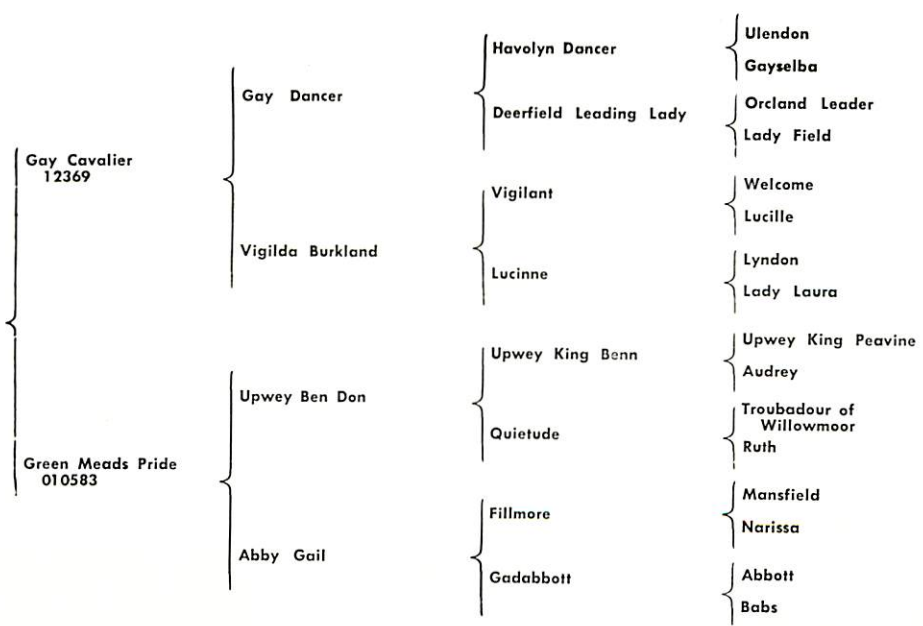 Gay Cavalier
12369
Green Meads Pride
010583
Gay Dancer
Vigilda Burkland
Upwey Ben Don
Abby Gail
Havolyn Dancer
Deerfield Leading Lady
Vigilant
Lucinne
Upwey King Benn
Quietude
Fillmore
Gadabbott
Ulendon
Gayselba
Orcland Leader
Lady Field
Welcome
Lucille
Lyndon
Lady Laura
Upwey King Peavine
Audrey
Troubadour of
Willowmoor
Ruth
Mansfield
Narissa
Abbott
Babs